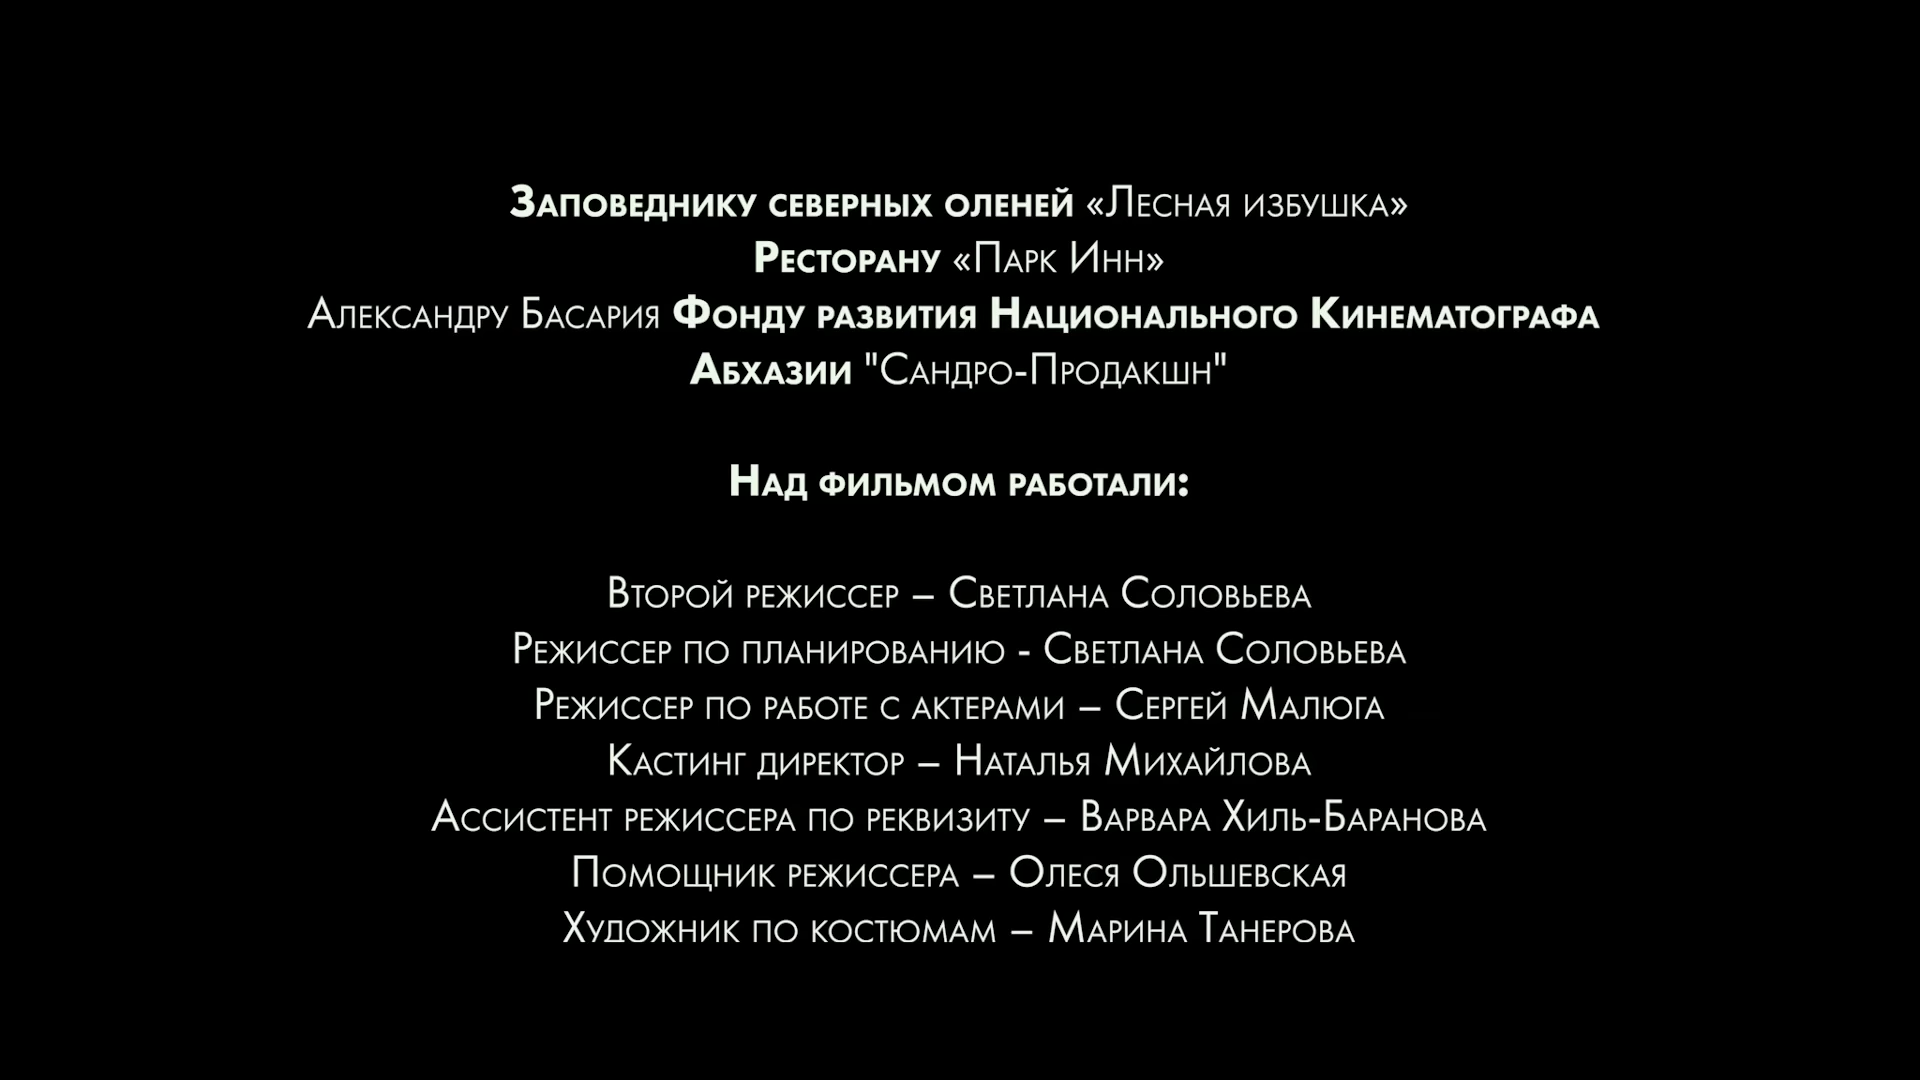 Заповеднику северных оленей «Лесная избушка»
Ресторану «Парк Инн»
Александру Басария Фонду развития Национального Кинематографа
Абхазии "Сандро-Продакшн"
Над фильмом работали:
Второй режиссер – Светлана Соловьева
Режиссер по планированию - Светлана Соловьева
Режиссер по работе с актерами – Сергей Малюга
Кастинг директор – Наталья Михайлова
Ассистент режиссера по реквизиту – Варвара Хиль-Баранова
Помощник режиссера – Олеся Ольшевская
Художник по костюмам – Марина Танерова